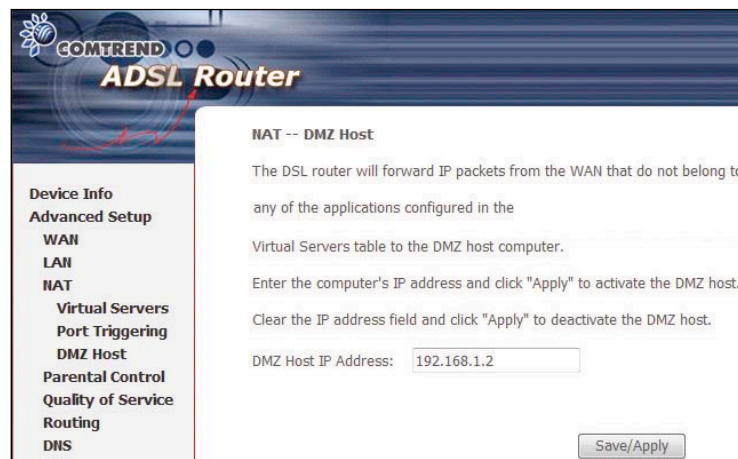 COMTREND
ADSL Router
Device Info
Advanced Setup
WAN
LAN
NAT
Virtual Servers
Port Triggering
DMZ Host
Parental Control
Quality of Service
Routing
DNS
NAT -- DMZ Host
The DSL router will forward IP packets from the WAN that do not belong to
any of the applications configured in the
Virtual Servers table to the DMZ host computer.
Enter the computer's IP address and click "Apply" to activate the DMZ host.
Clear the IP address field and click "Apply" to deactivate the DMZ host.
DMZ Host IP Address: 192.168.1.2
Save/Apply